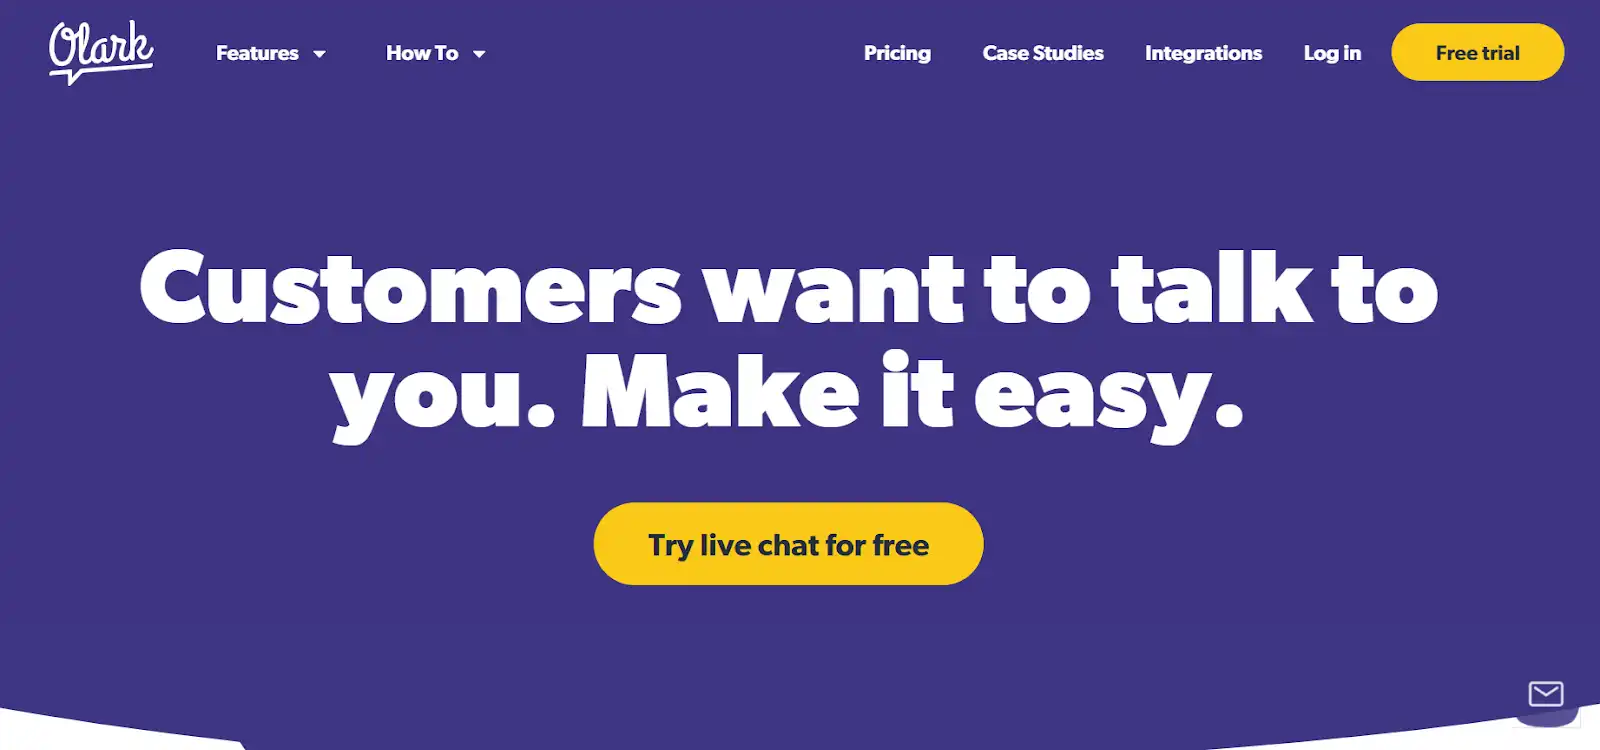 Olark
Features
How To
Pricing
Case Studies
Integrations
Log in
Free trial
Customers want to talk to
you. Make it easy.
Try live chat for free